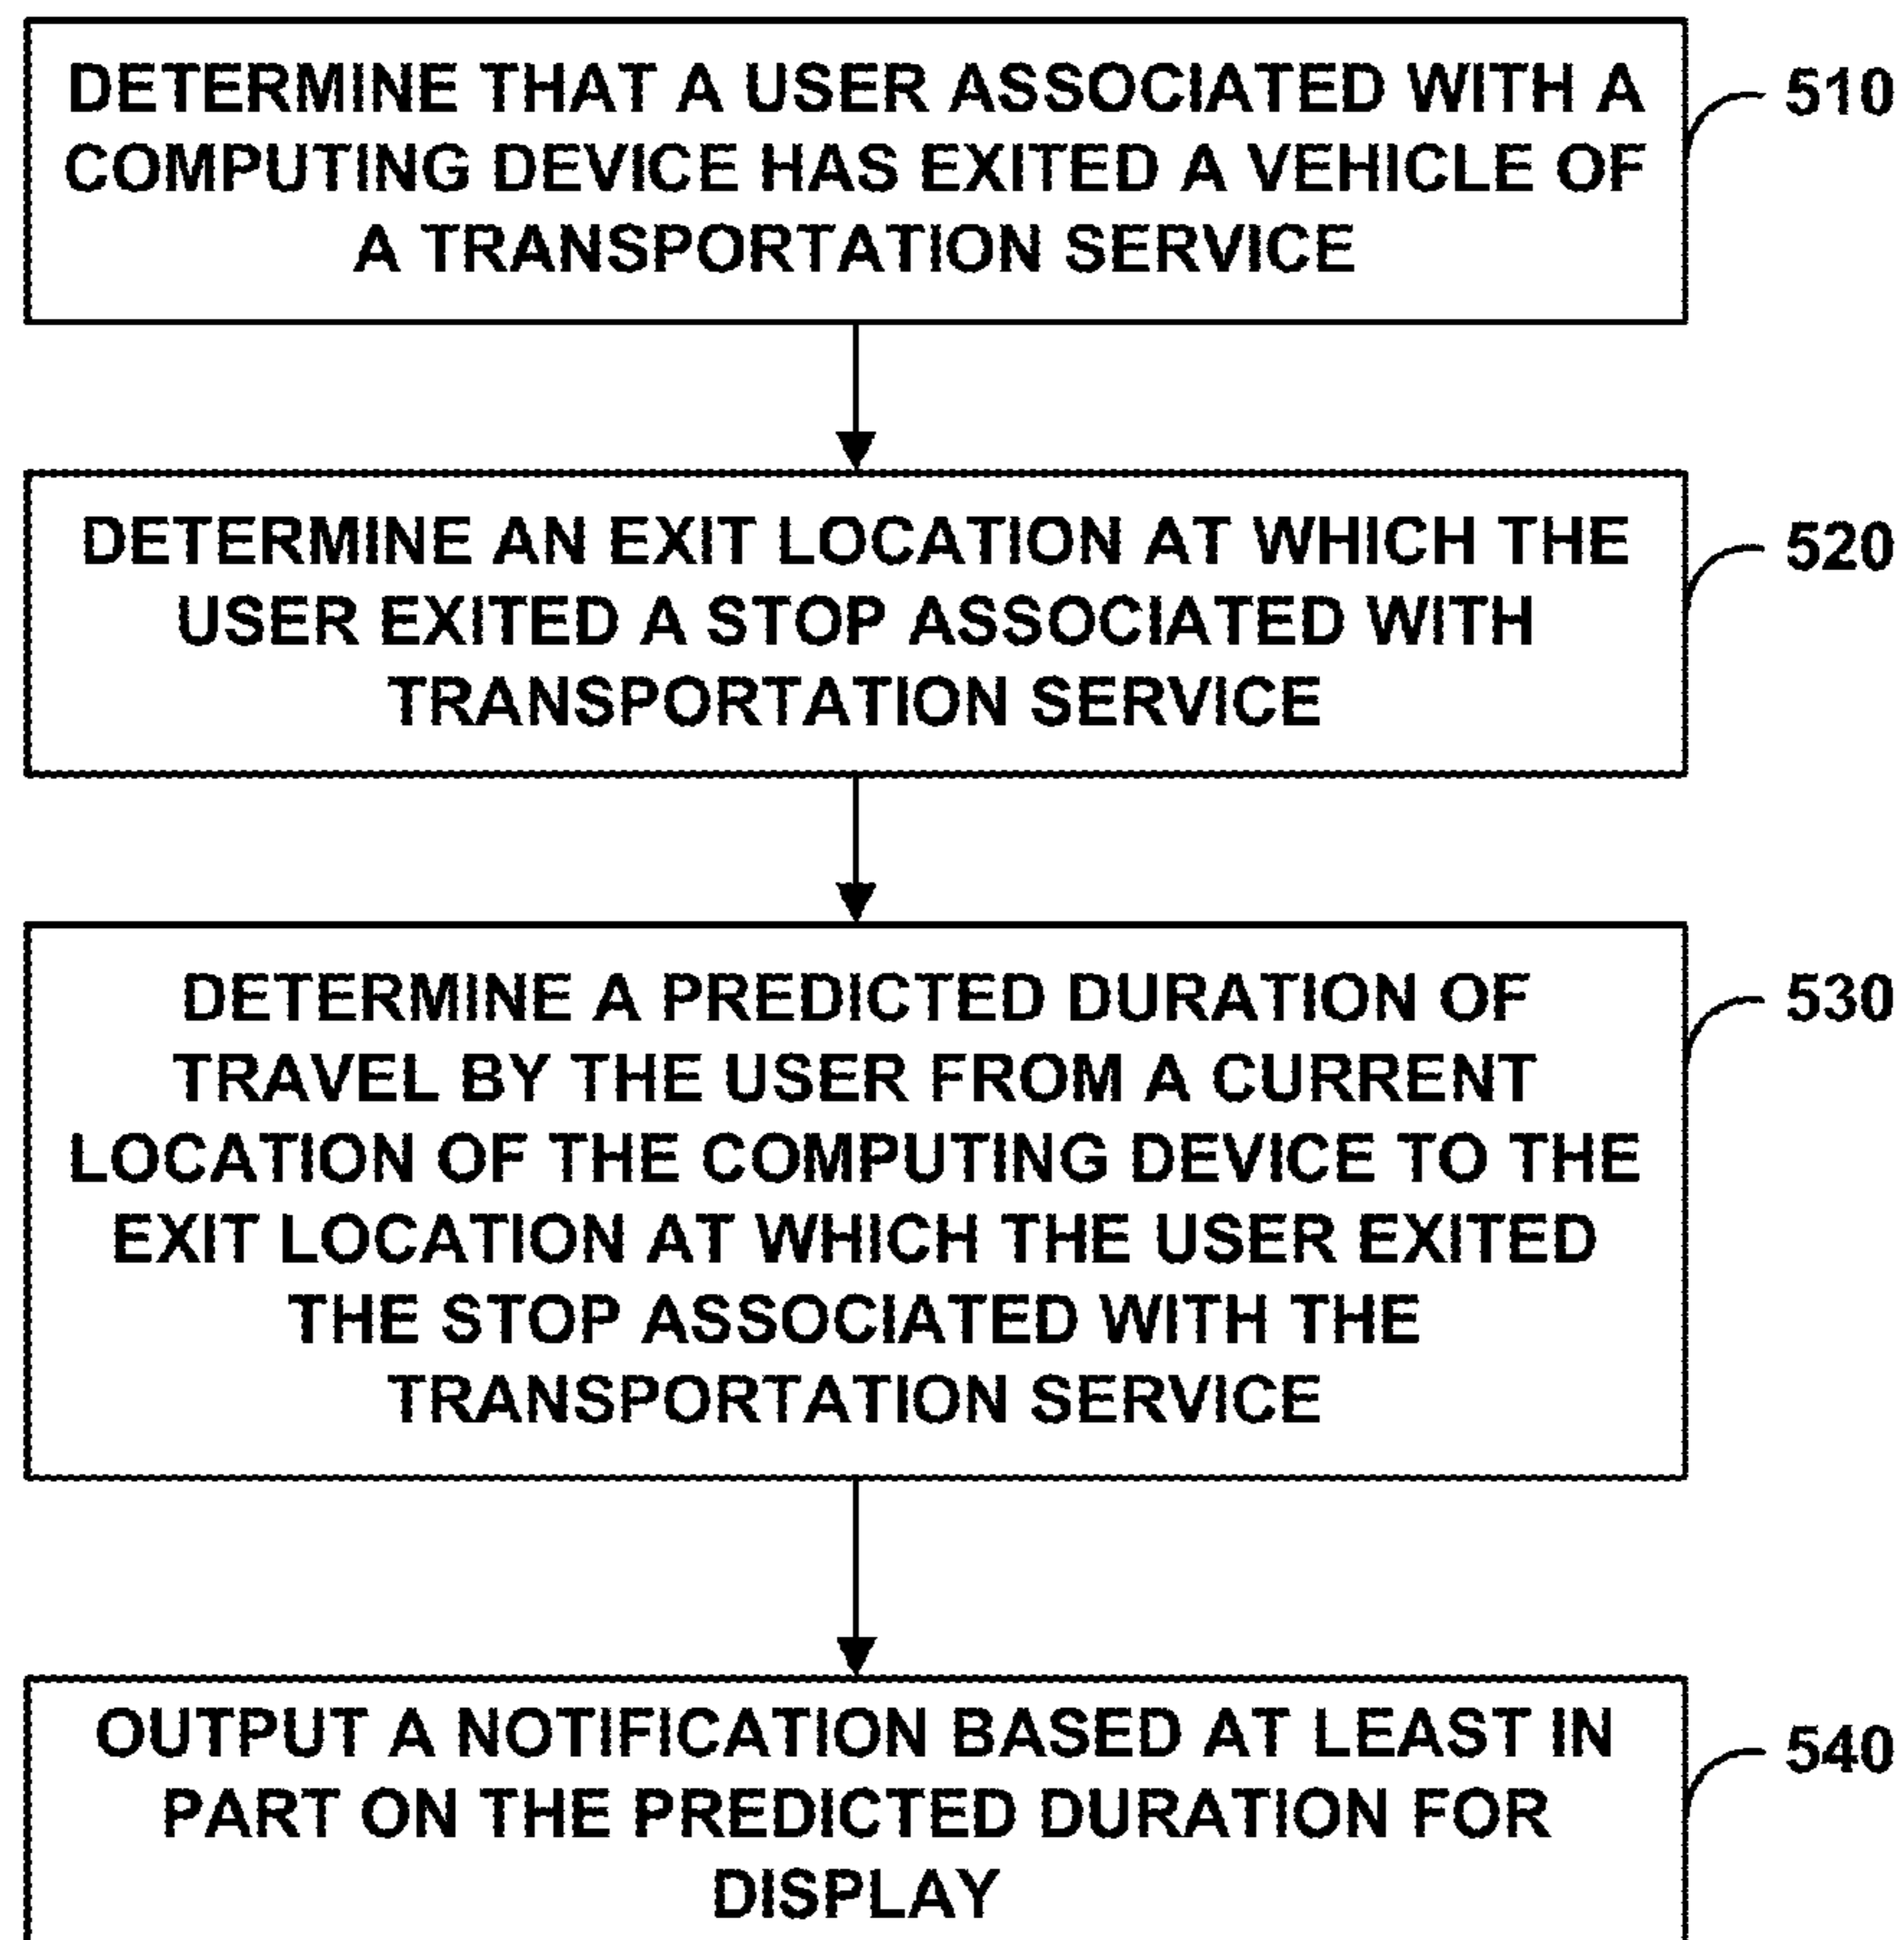 DETERMINE THAT A USER ASSOCIATED WITH A
COMPUTING DEVICE HAS EXITED A VEHICLE OF
A TRANSPORTATION SERVICE
510
DETERMINE AN EXIT LOCATION AT WHICH THE
USER EXITED A STOP ASSOCIATED WITH
TRANSPORTATION SERVICE
520
DETERMINE A PREDICTED DURATION OF
TRAVEL BY THE USER FROM A CURRENT
LOCATION OF THE COMPUTING DEVICE TO THE
EXIT LOCATION AT WHICH THE USER EXITED
THE STOP ASSOCIATED WITH THE
TRANSPORTATION SERVICE
530
OUTPUT A NOTIFICATION BASED AT LEAST IN
PART ON THE PREDICTED DURATION FOR
DISPLAY
540